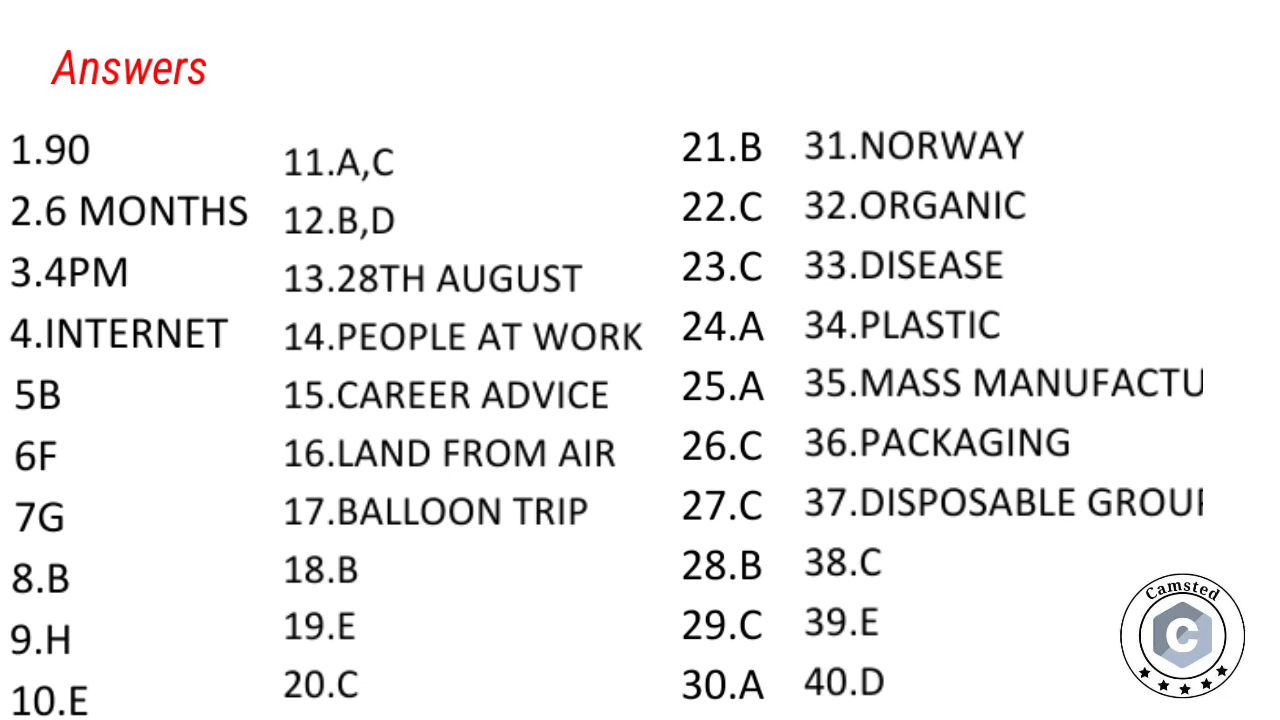 Answers
1.90
2.6 MONTHS
3.4PM
4.INTERNET
5B
6F
7G
8.B
9.H
10.E
11.A,C
12.B,D
13.28TH AUGUST
14.PEOPLE AT WORK
15.CAREER ADVICE
16.LAND FROM AIR
17.BALLOON TRIP
18.B
19.E
20.C
21.B
22.C
23.C
24.A
25.A
26.C
27.C
28.B
29.C
30.A
31.NORWAY
32.ORGANIC
33.DISEASE
34.PLASTIC
35.MASS MANUFACTU
36.PACKAGING
37.DISPOSABLE
38.C
39.E
40.D
Camsted
C